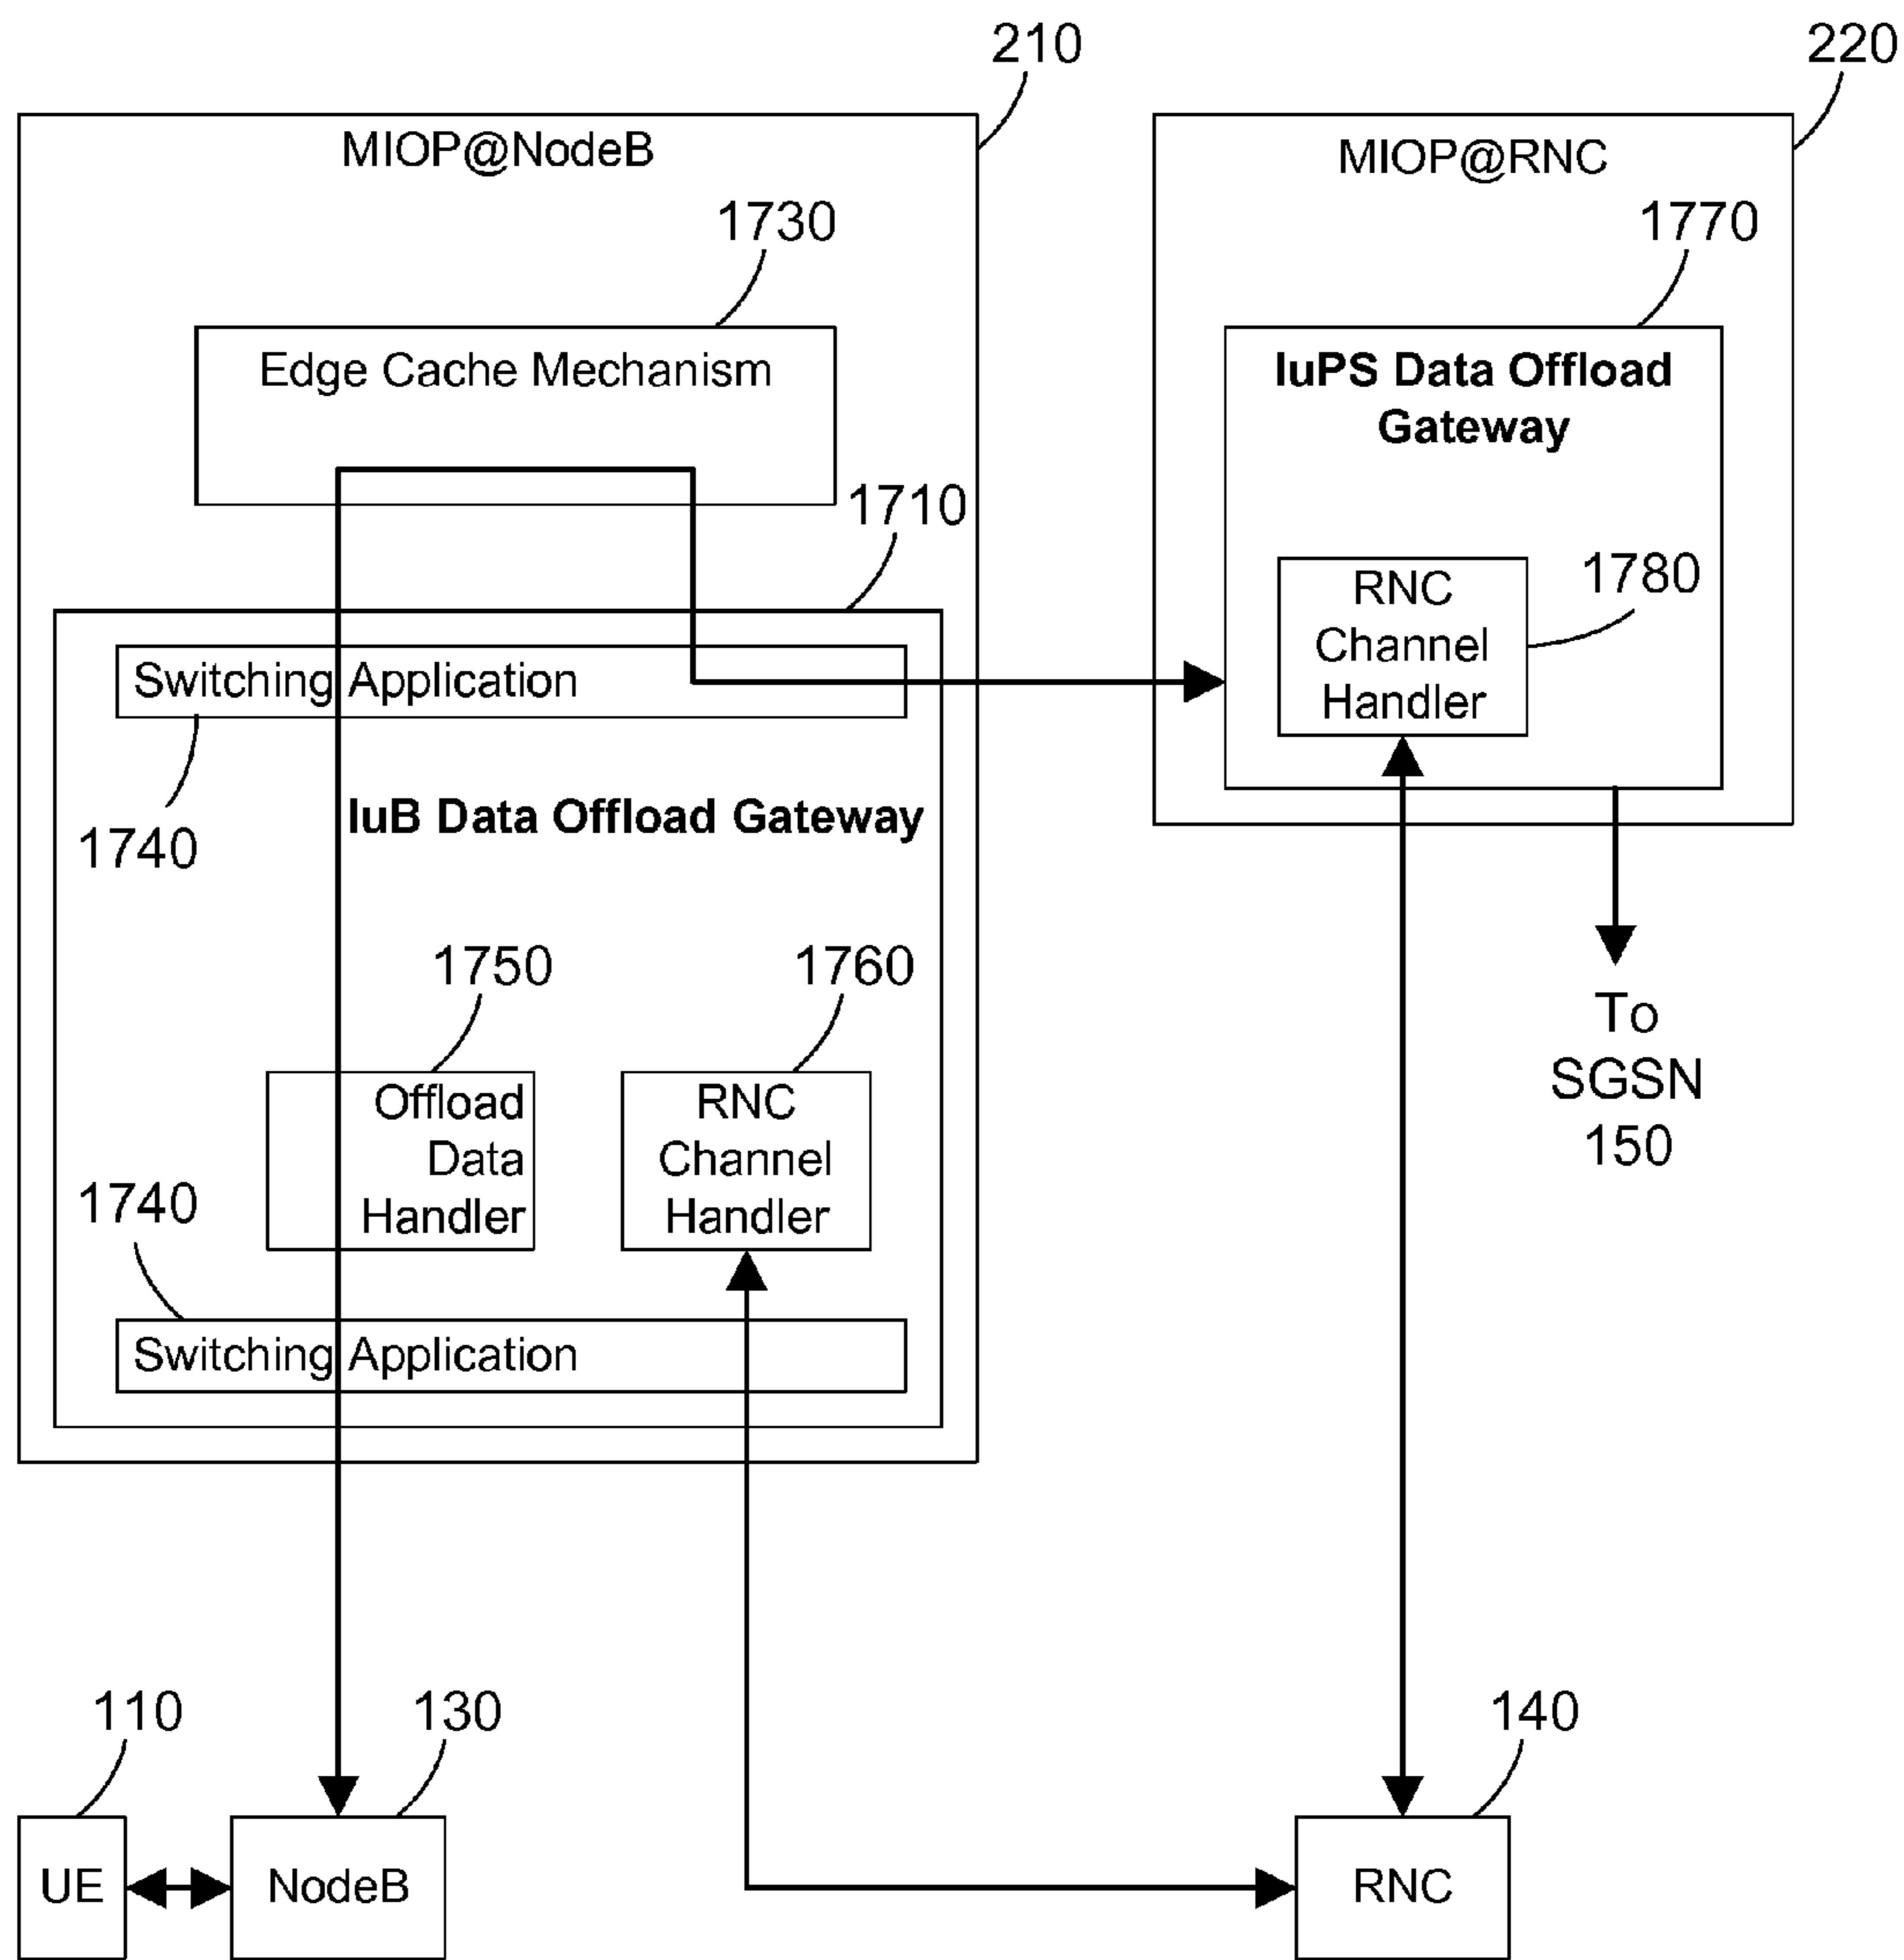 210
220
MIOP@NodeB
MIOP@RNC
1730
1770
Edge Cache Mechanism
IuPS Data Offload
Gateway
1710
1780
RNC
Channel
Handler
Switching Application
1740
IuB Data Offload Gateway
1750
1760
To
SGSN
150
Offload
Data
Handler
RNC
Channel
Handler
1740
Switching Application
110
130
140
UE
NodeB
RNC